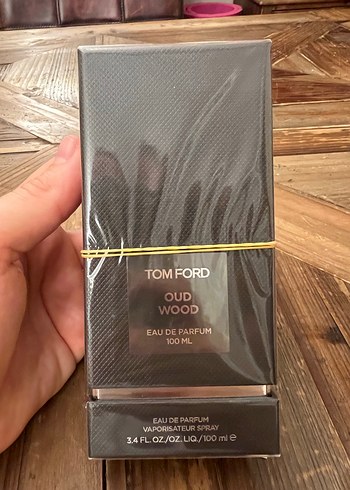 TOM FORD
OUD
WOOD
EAU DE PARFUM
100 ML
EAU DE PARFUM
VAPORISATEUR SPRAY
3.4 FL. OZ./OZ. LIQ./100 ml ℮